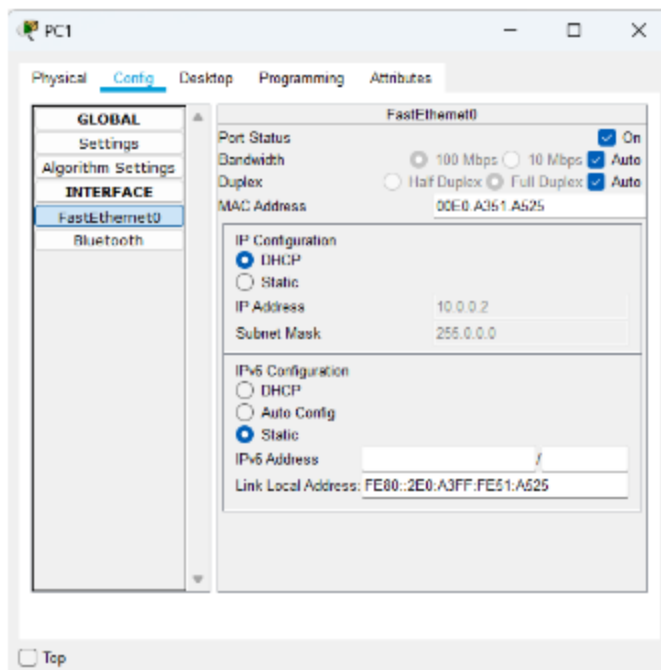 PC1
Physical Config Desktop Programming Attributes
GLOBAL
Settings
Algorithm Settings
INTERFACE
FastEthernet0
Bluetooth
FastEthernet0
Port Status On
Bandwidth 100 Mbps 10 Mbps Auto
Duplex Half Duplex Full Duplex Auto
MAC Address 00E0.A351.A525
IP Configuration
DHCP
Static
IP Address 10.0.0.2
Subnet Mask 255.0.0.0
IPv6 Configuration
DHCP
Auto Config
Static
IPv6 Address /
Link Local Address: FE80::2E0:A3FF:FE51:A525
Top